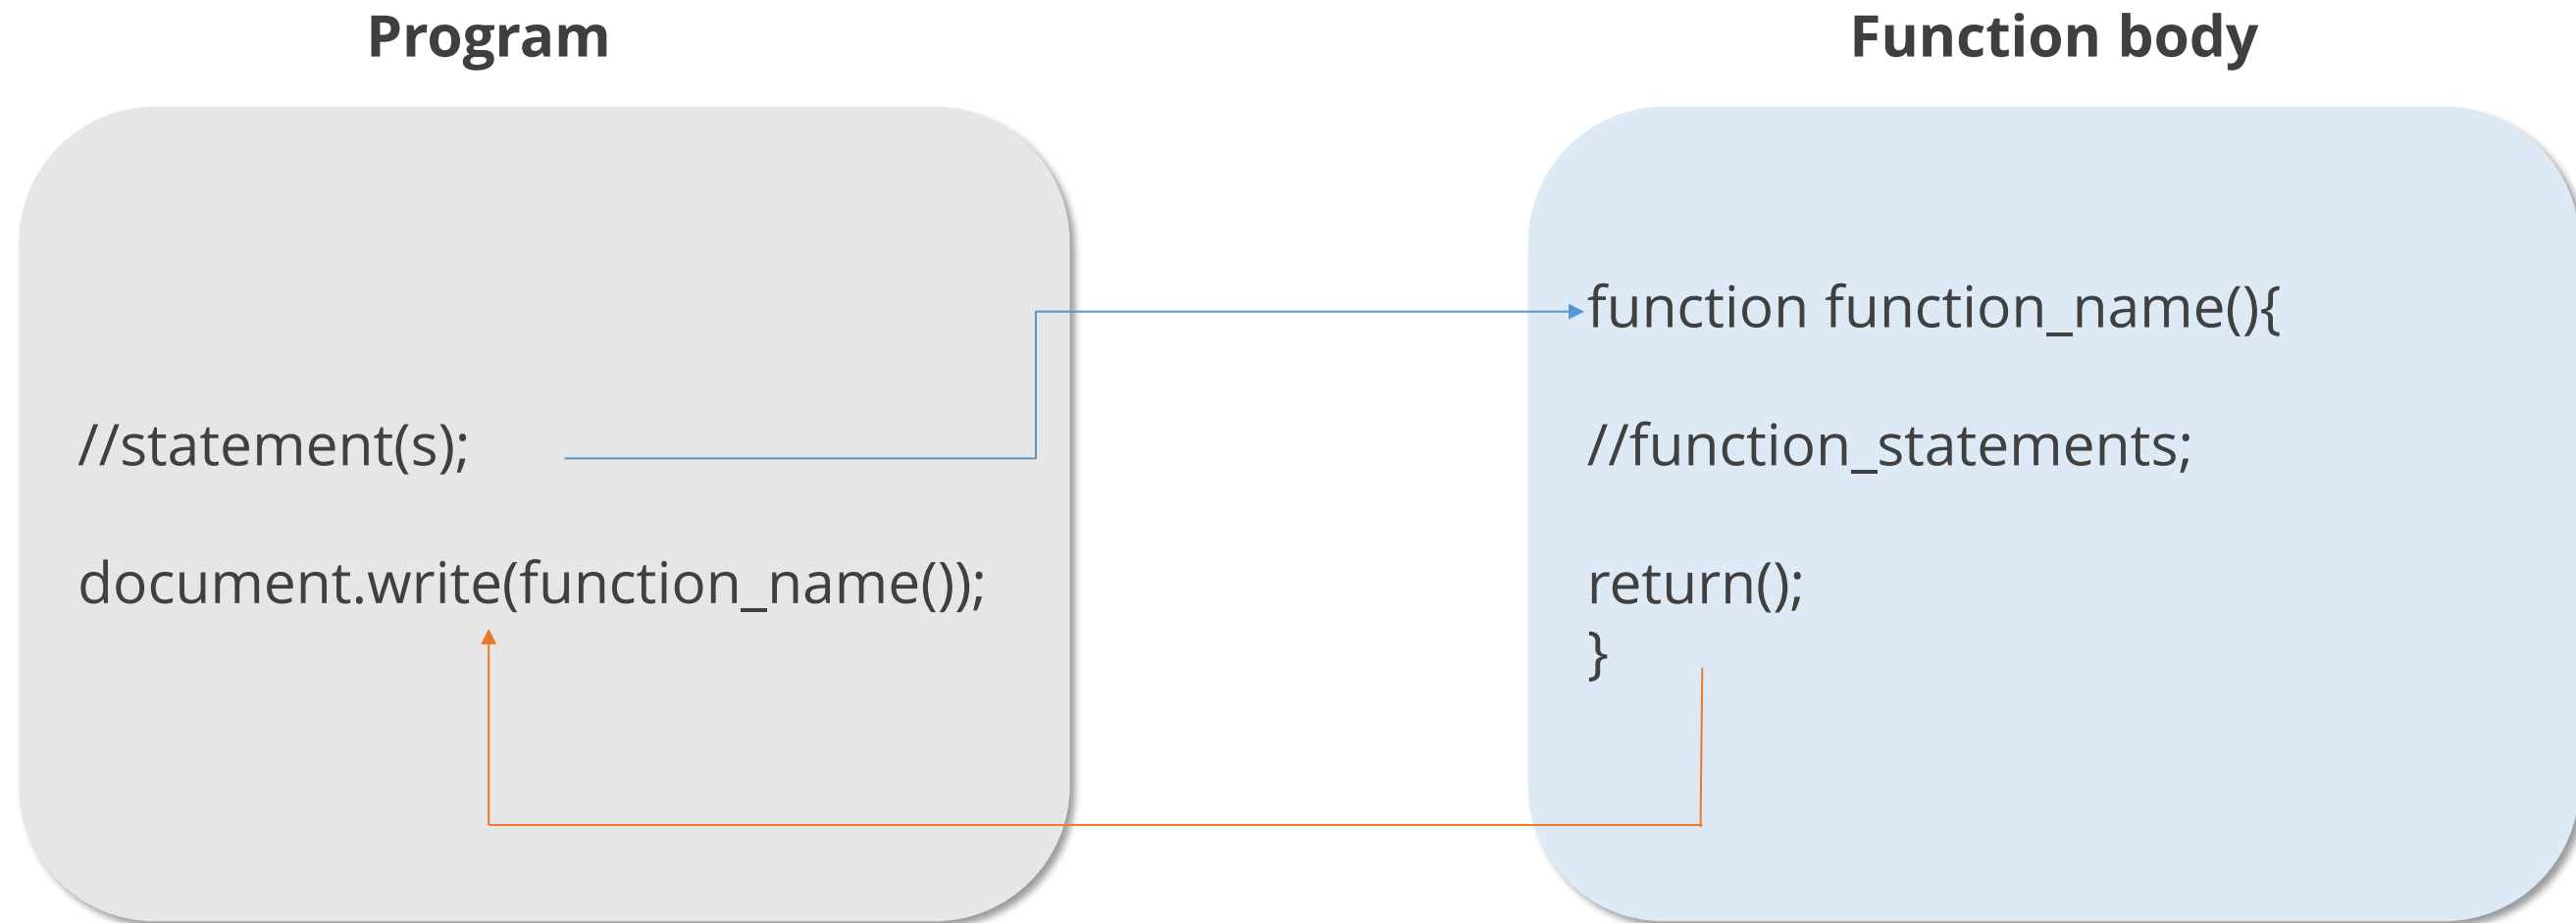 Program
//statement(s);
document.write(function_name());
Function body
function function_name(){
//function_statements;
return();
}